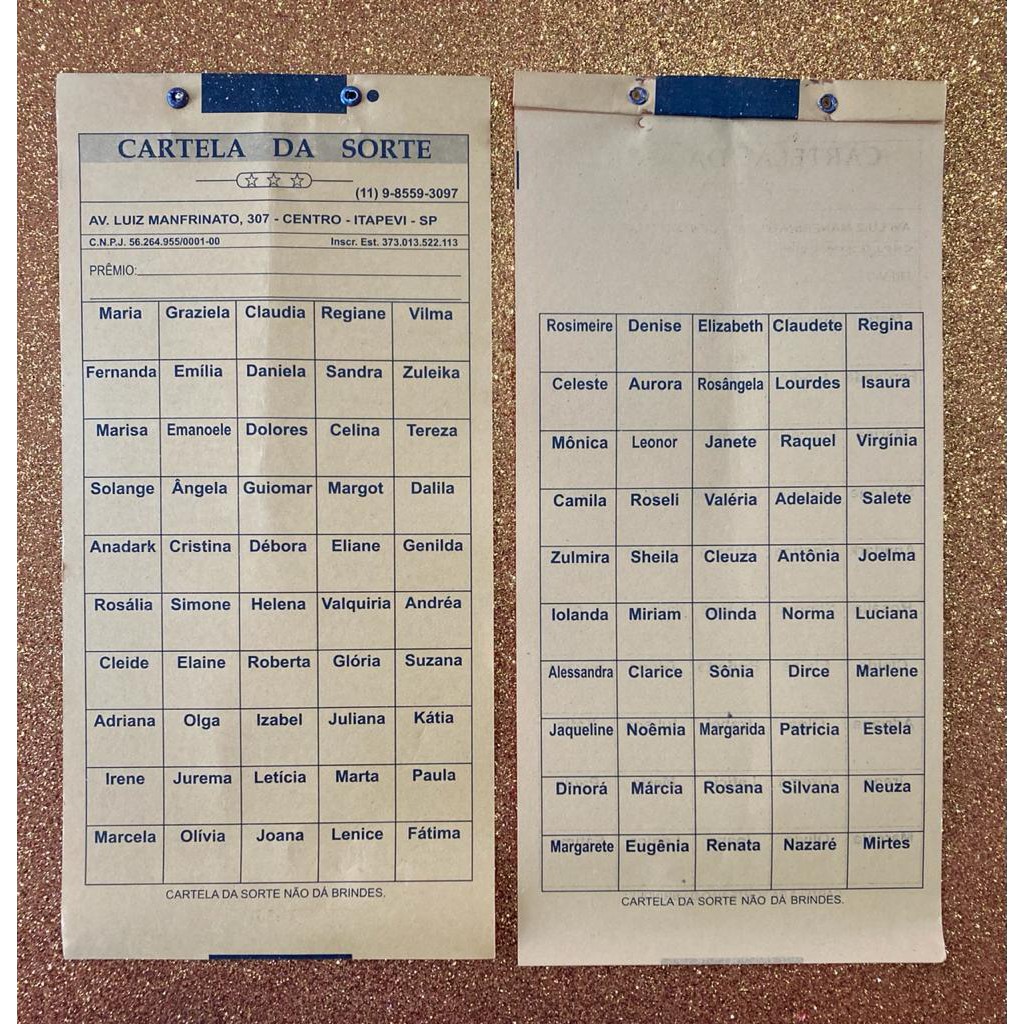 CARTELA DA SORTE
(11) 9-8559-3097
AV. LUIZ MANFRINATO, 307 - CENTRO - ITAPEVI - SP
C.N.P.J. 56.264.955/0001-00 Inscr. Est. 373.013.522.113
PRÊMIO:
Maria Graziela Claudia Regiane Vilma
Fernanda Emília Daniela Sandra Zuleika
Marisa Emanoele Dolores Celina Tereza
Solange Ângela Guiomar Margot Dalila
Anadark Cristina Débora Eliane Genilda
Rosália Simone Helena Valquiria Andréa
Cleide Elaine Roberta Glória Suzana
Adriana Olga Izabel Juliana Kátia
Irene Jurema Letícia Marta Paula
Marcela Olívia Joana Lenice Fátima
CARTELA DA SORTE NÃO DÁ BRINDES.
Rosimeire Denise Elizabeth Claudete Regina
Celeste Aurora Rosângela Lourdes Isaura
Mônica Leonor Janete Raquel Virgínia
Camila Roseli Valéria Adelaide Salete
Zulmira Sheila Cleuza Antônia Joelma
Iolanda Miriam Olinda Norma Luciana
Alessandra Clarice Sônia Dirce Marlene
Jaqueline Noêmia Margarida Patrícia Estela
Dinorá Márcia Rosana Silvana Neuza
Margarete Eugênia Renata Nazaré Mirtes
CARTELA DA SORTE NÃO DÁ BRINDES.